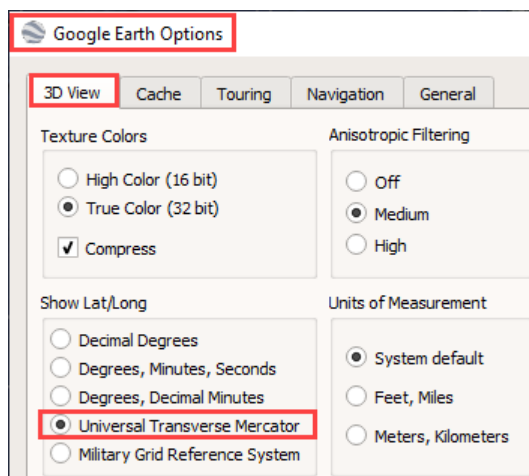 Google Earth Options
3D View Cache Touring Navigation General
Texture Colors
High Color (16 bit)
True Color (32 bit)
Compress
Anisotropic Filtering
Off
Medium
High
Show Lat/Long
Decimal Degrees
Degrees, Minutes, Seconds
Degrees, Decimal Minutes
Universal Transverse Mercator
Military Grid Reference System
Units of Measurement
System default
Feet, Miles
Meters, Kilometers